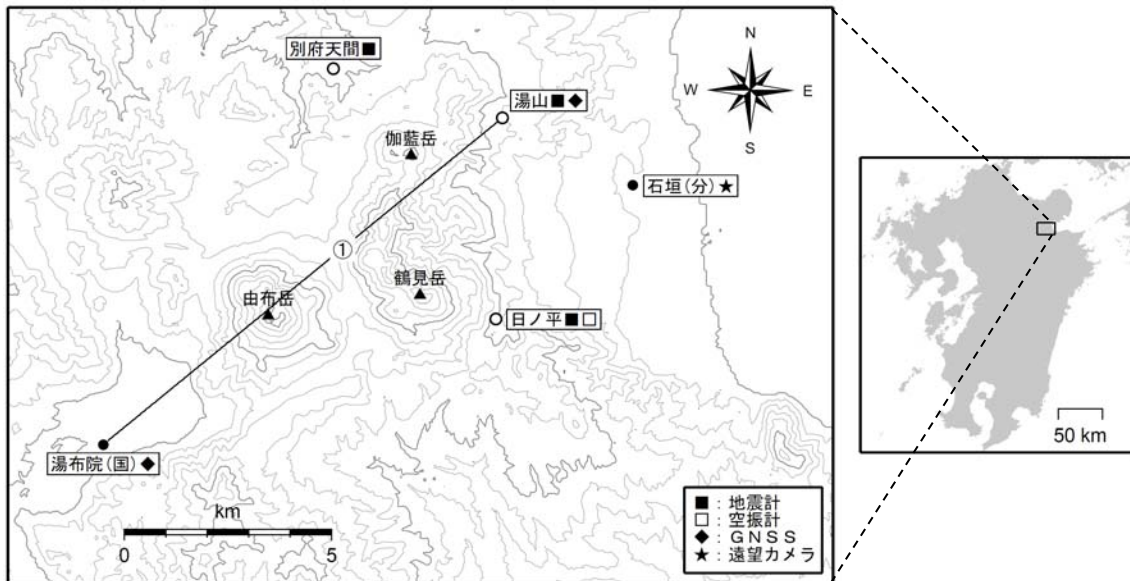 別府天間■
湯山■◆
N
W
E
S
伽藍岳
石垣(分)★
①
鶴見岳
由布岳
日ノ平■□
湯布院(国)◆
km
0
5
■:地震計
□:空振計
◆:GNSS
★:遠望カメラ
50 km